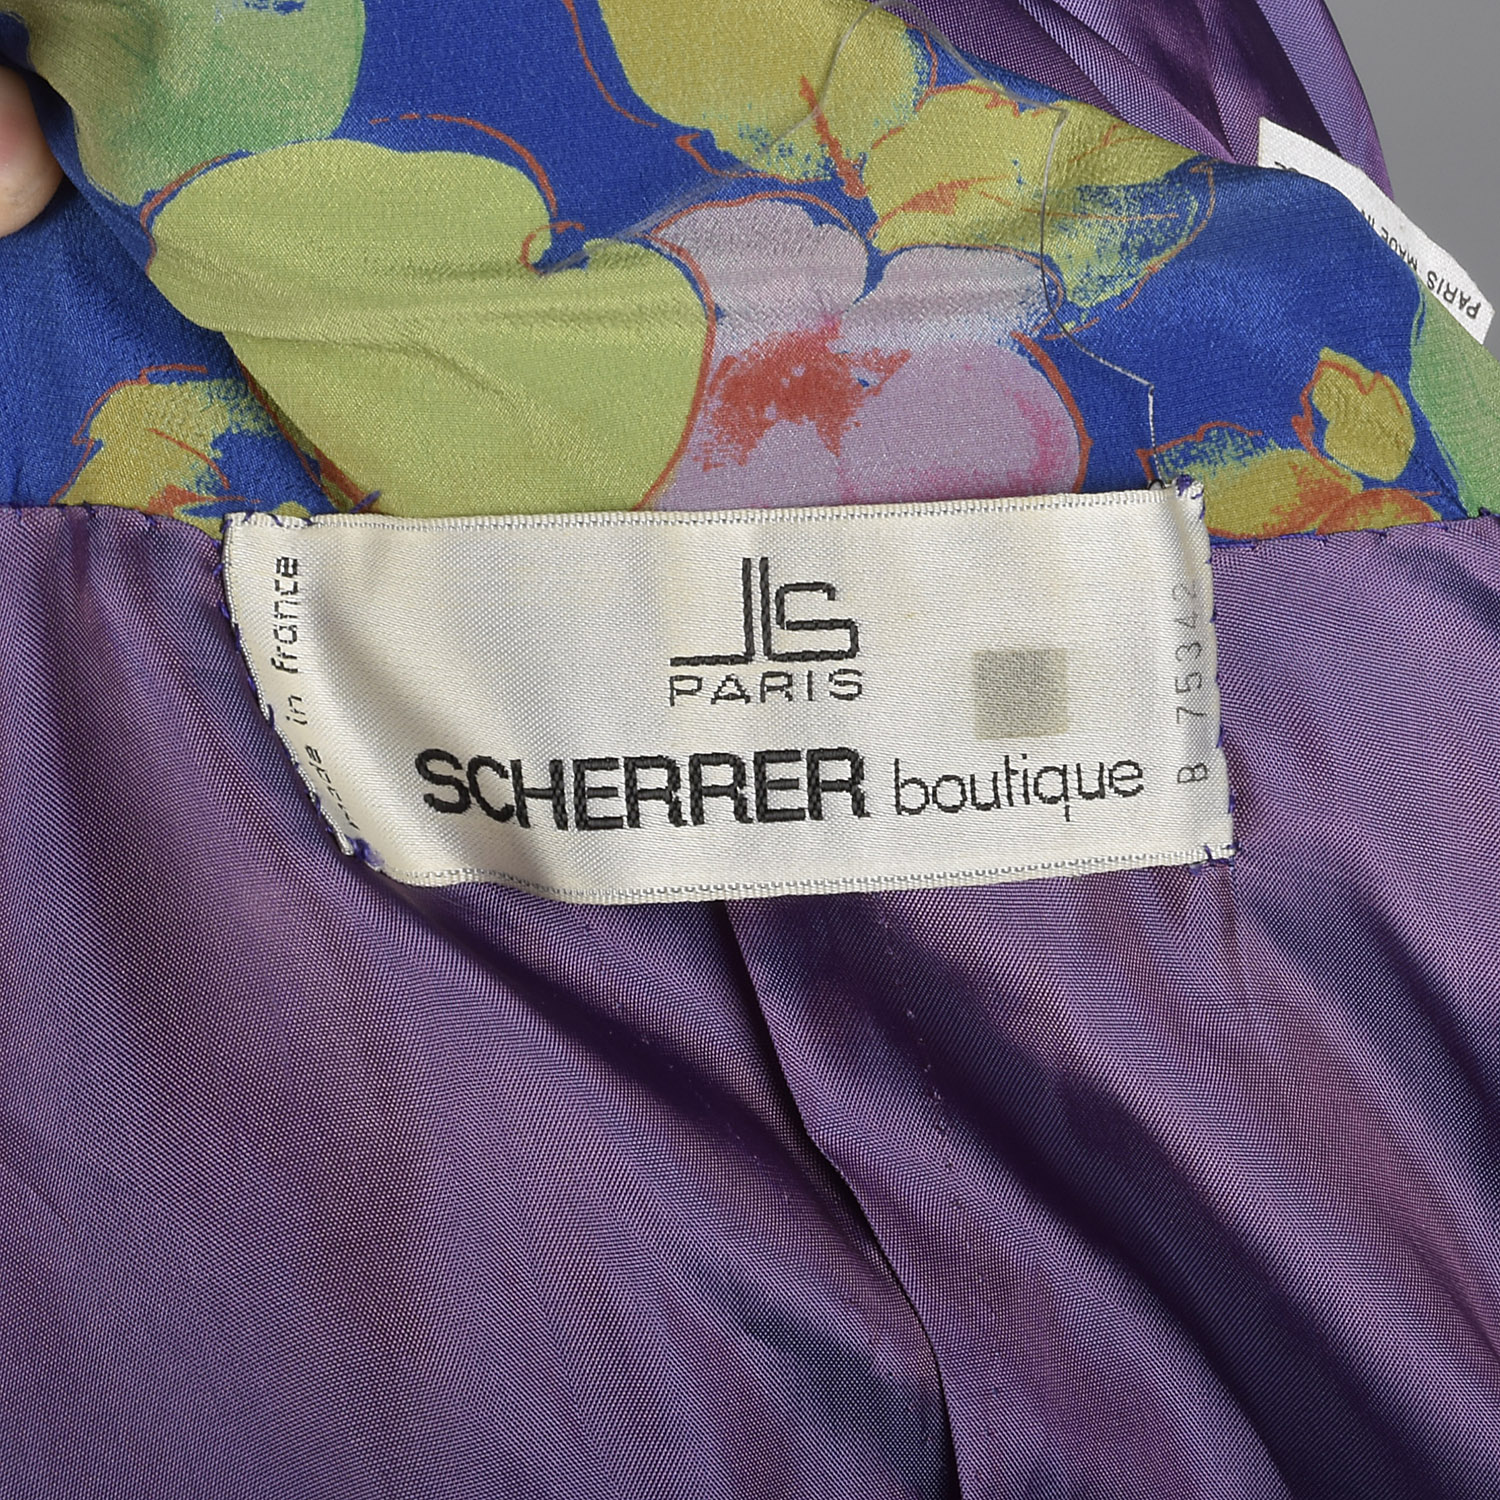 JLS
PARIS
SCHERRER boutique
made in france
B 75342
PARIS MADE IN